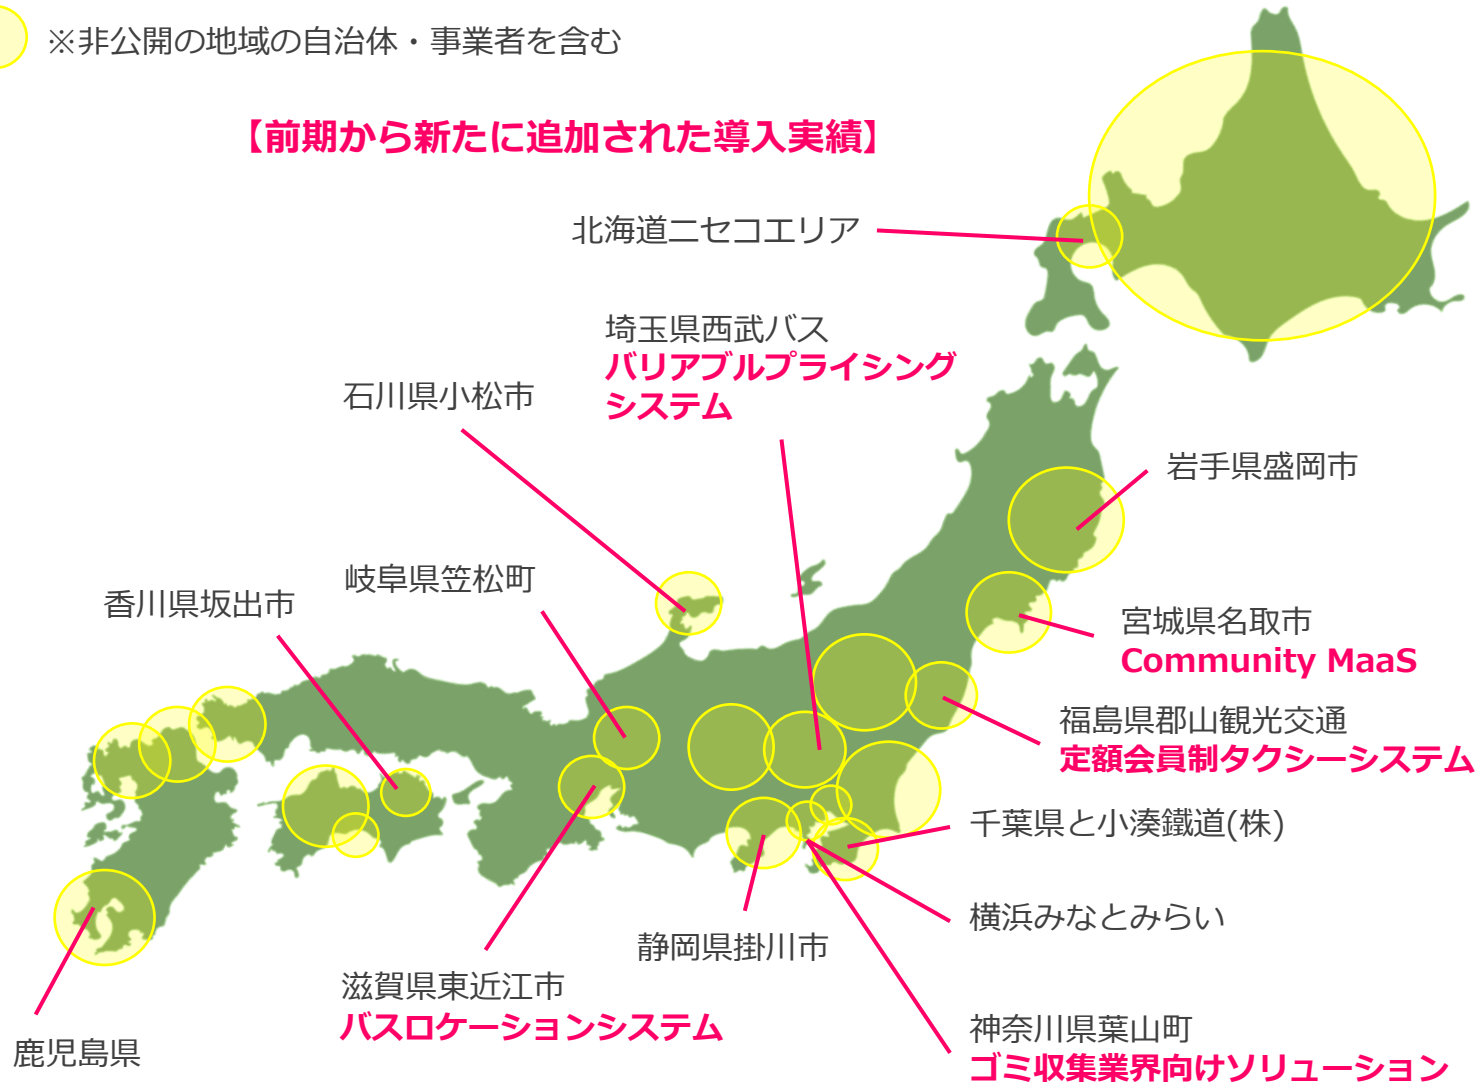 ※非公開の地域の自治体・事業者を含む
【前期から新たに追加された導入実績】
北海道ニセコエリア
埼玉県西武バス
バリアブルプライシング
システム
石川県小松市
岩手県盛岡市
岐阜県笠松町
香川県坂出市
宮城県名取市
Community MaaS
福島県郡山観光交通
定額会員制タクシーシステム
千葉県と小湊鐵道(株)
横浜みなとみらい
静岡県掛川市
滋賀県東近江市
バスロケーションシステム
神奈川県葉山町
ゴミ収集業界向けソリューション
鹿児島県